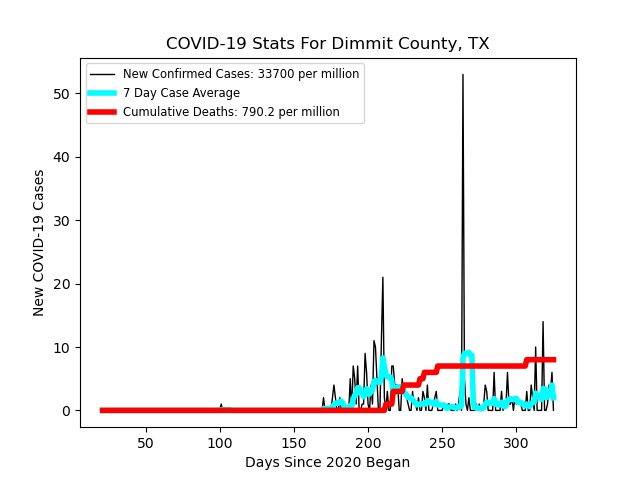 COVID-19 Stats For Dimmit County, TX
New Confirmed Cases: 33700 per million
7 Day Case Average
Cumulative Deaths: 790.2 per million
New COVID-19 Cases
50
40
30
20
10
0
50 100 150 200 250 300
Days Since 2020 Began